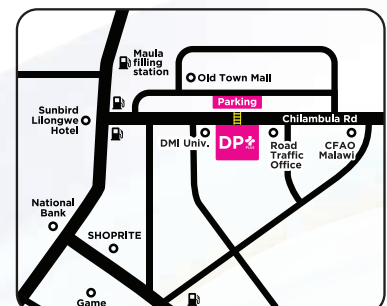 Maula
filling
station
Old Town Mall
Parking
Sunbird
Lilongwe
Hotel
Chilambula Rd
DMI Univ.
DP+
PLUS
Road
Traffic
Office
CFAO
Malawi
National
Bank
SHOPRITE
Game